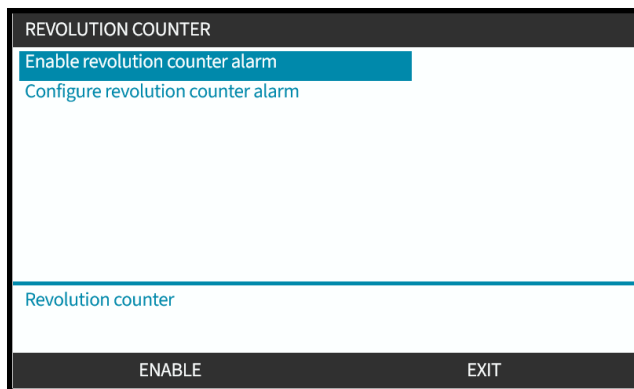 REVOLUTION COUNTER
Enable revolution counter alarm
Configure revolution counter alarm
Revolution counter
ENABLE EXIT